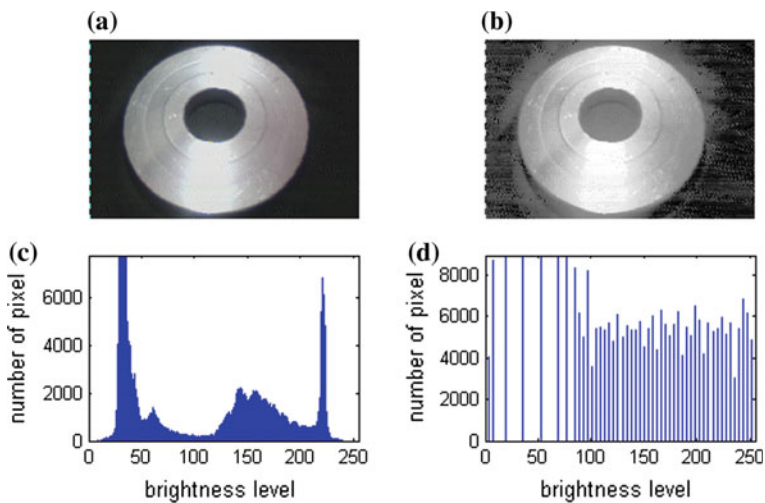 (a)
(b)
(c)
number of pixel
6000
4000
2000
0
0 50 100 150 200 250
brightness level
(d)
number of pixel
8000
6000
4000
2000
0
0 50 100 150 200 250
brightness level